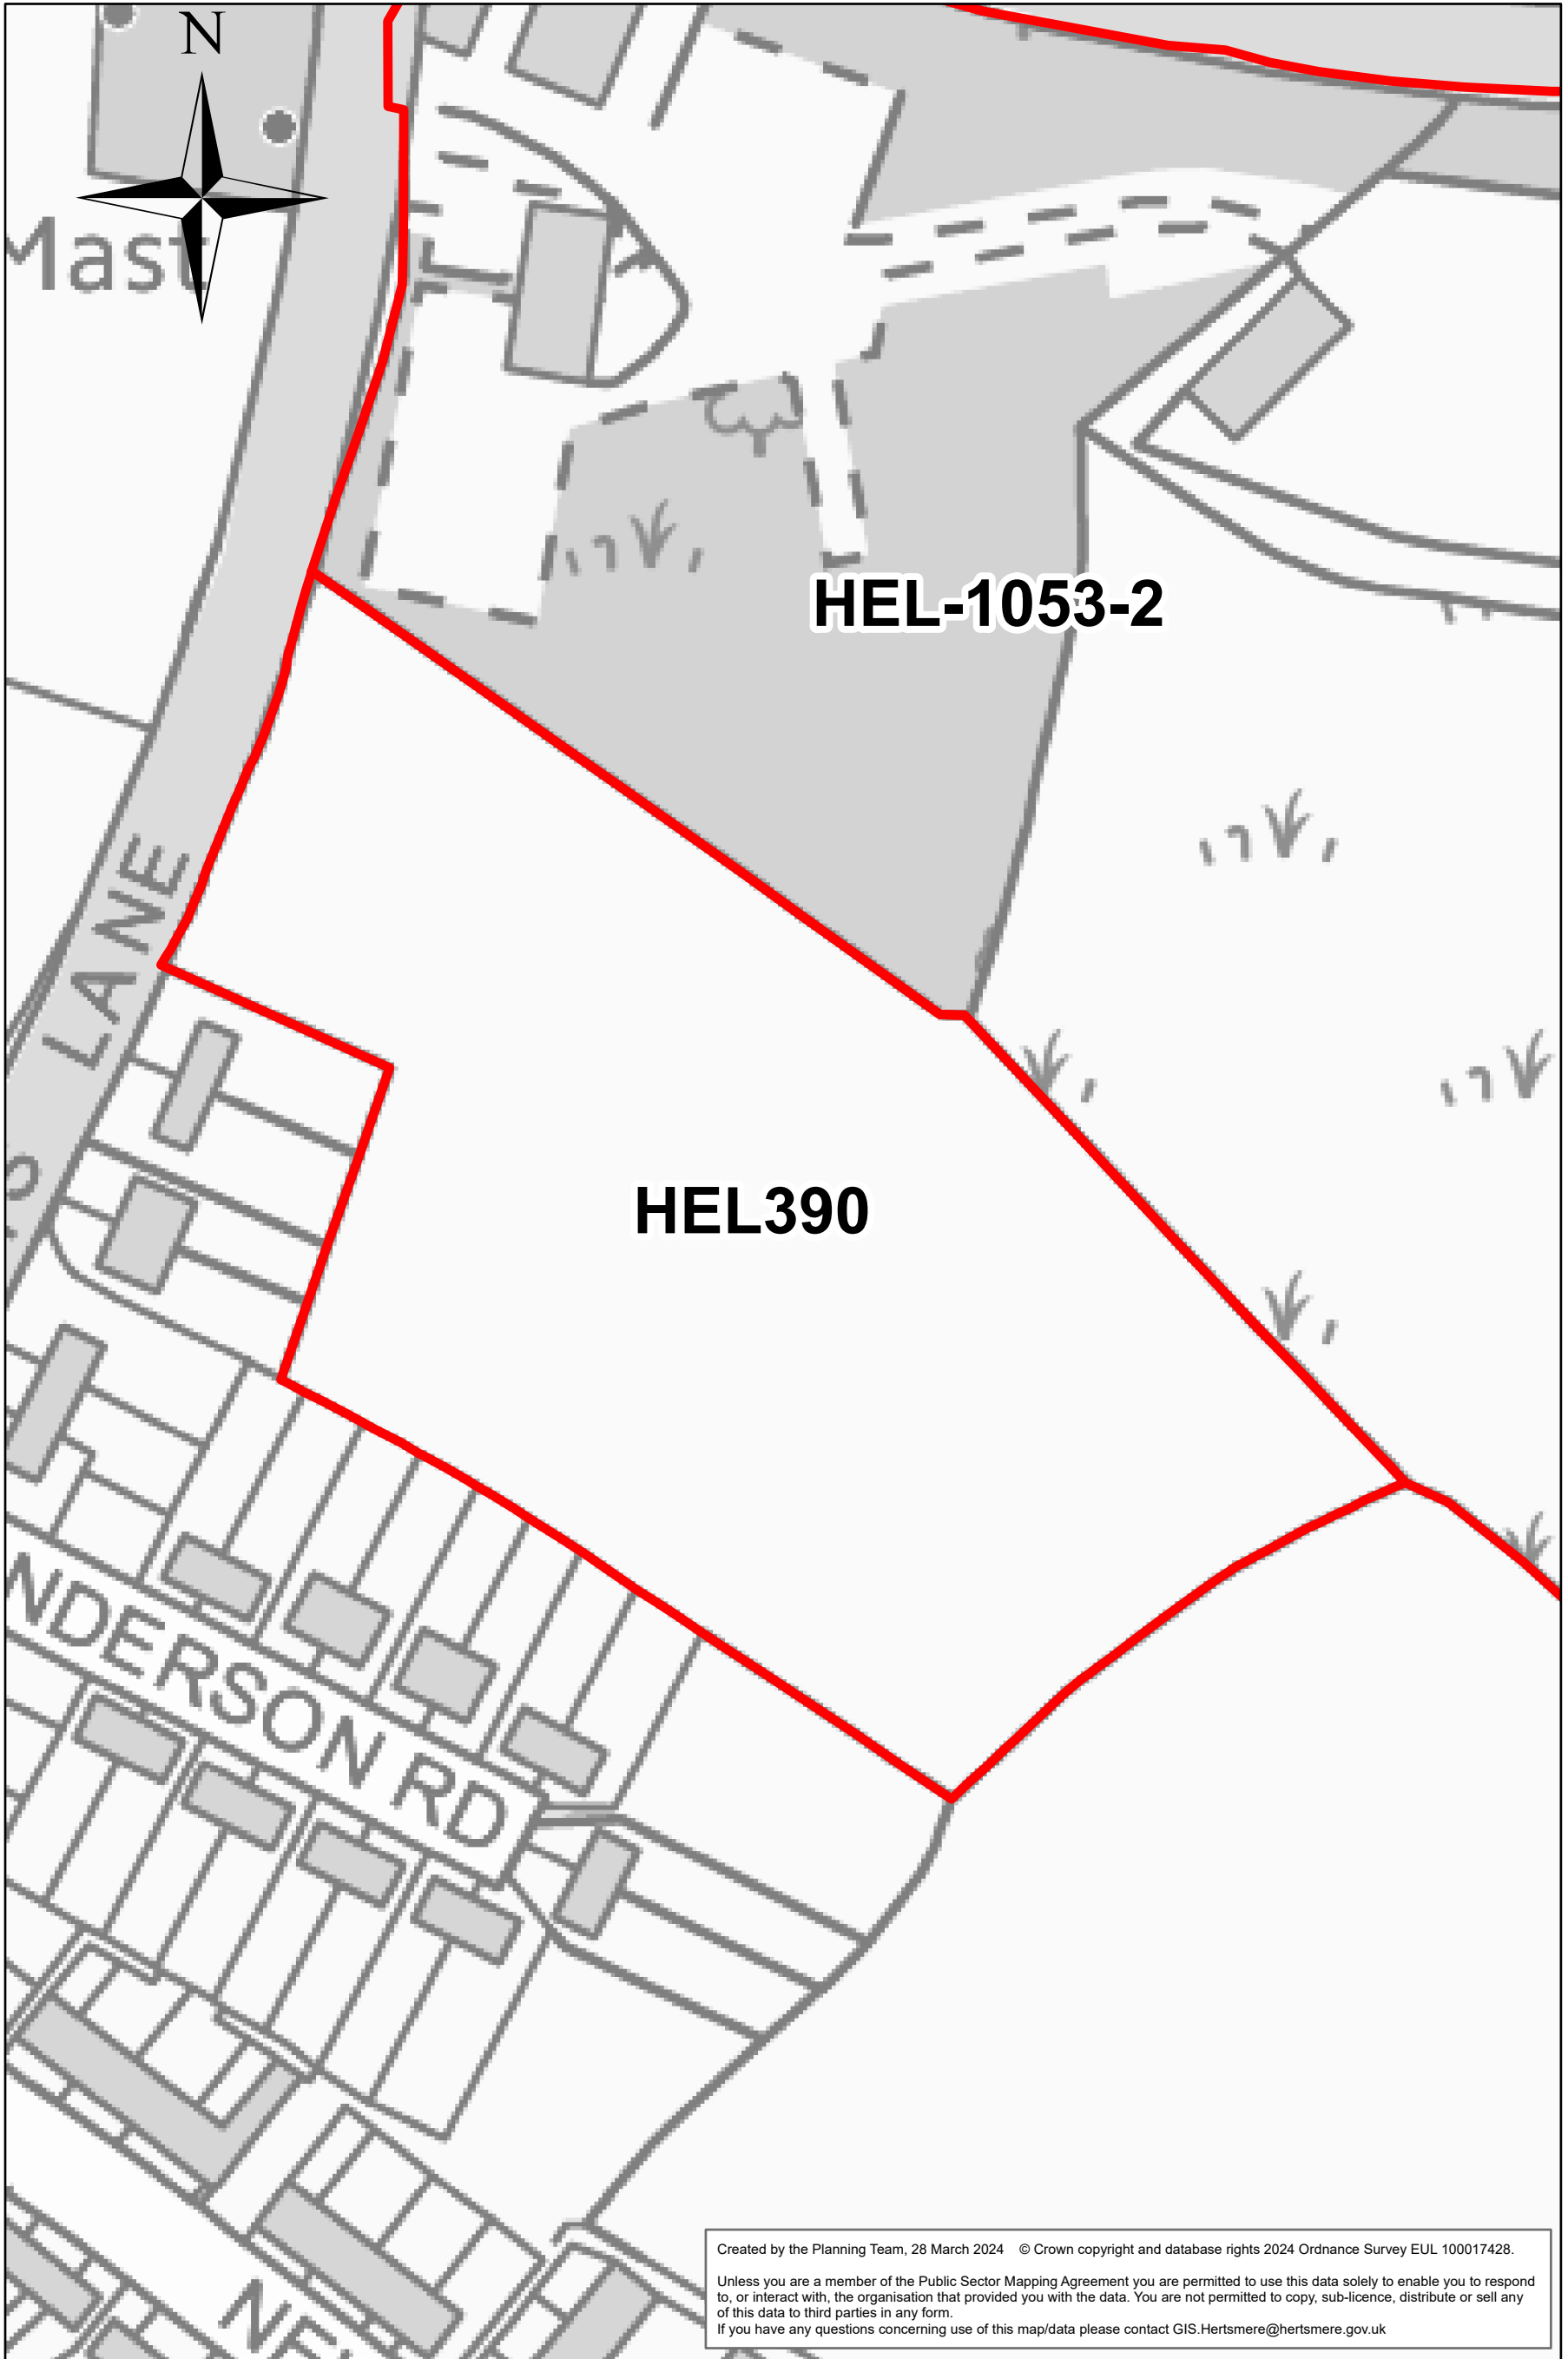 N
Mast
HEL-1053-2
LANE
HEL390
NDERSON RD
Created by the Planning Team, 28 March 2024 © Crown copyright and database rights 2024 Ordnance Survey EUL 100017428.
Unless you are a member of the Public Sector Mapping Agreement you are permitted to use this data solely to enable you to respond
to, or interact with, the organisation that provided you with the data. You are not permitted to copy, sub-licence, distribute or sell any
of this data to third parties in any form.
If you have any questions concerning use of this map/data please contact GIS.Hertsmere@hertsmere.gov.uk